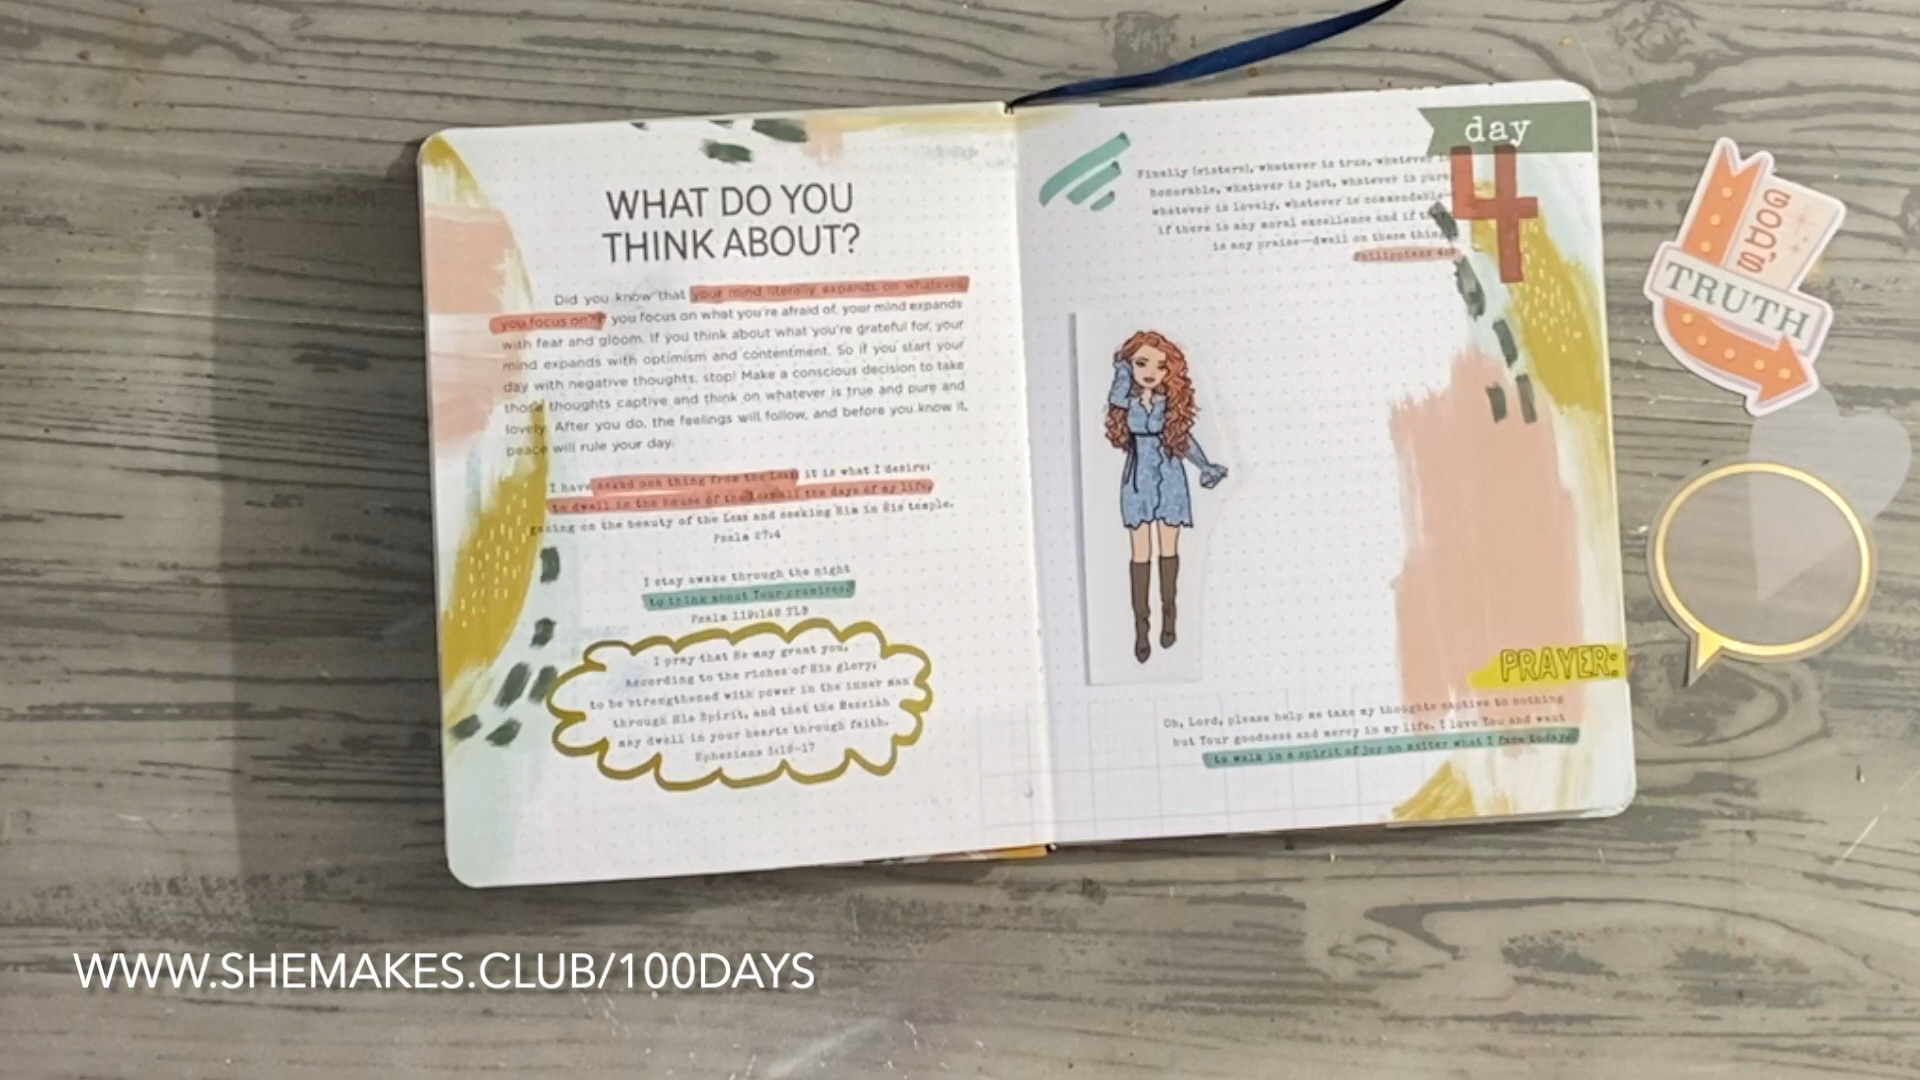 WHAT DO YOU
THINK ABOUT?
Did you know that your mind literally expands on whatever
you focus on? If you focus on what you're afraid of, your mind expands
with fear and gloom. If you think about what you're grateful for, your
mind expands with optimism and contentment. So if you start your
day with negative thoughts, stop! Make a conscious decision to take
those thoughts captive and think on whatever is true and pure and
lovely. After you do, the feelings will follow, and before you know it,
peace will rule your day.
I have asked one thing from the Lord; it is what I desire:
to dwell in the house of the Lord all the days of my life,
gazing on the beauty of the Lord and seeking Him in His temple.
Psalm 27:4
I stay awake through the night
to think about Your promises.
Psalm 119:148 TLB
I pray that He may grant you,
according to the riches of His glory,
to be strengthened with power in the inner man
through His Spirit, and that the Messiah
may dwell in your hearts through faith.
Ephesians 3:16-17
day
4
Finally [sisters], whatever is true, whatever is
honorable, whatever is just, whatever is pure,
whatever is lovely, whatever is commendable—
if there is any moral excellence and if there
is any praise—dwell on these things.
Philippians 4:8
PRAYER:
Oh, Lord, please help me take my thoughts captive to nothing
but Your goodness and mercy in my life. I love You and want
to walk in a spirit of joy no matter what I face today.
GOD'S
TRUTH
WWW.SHEMAKES.CLUB/100DAYS